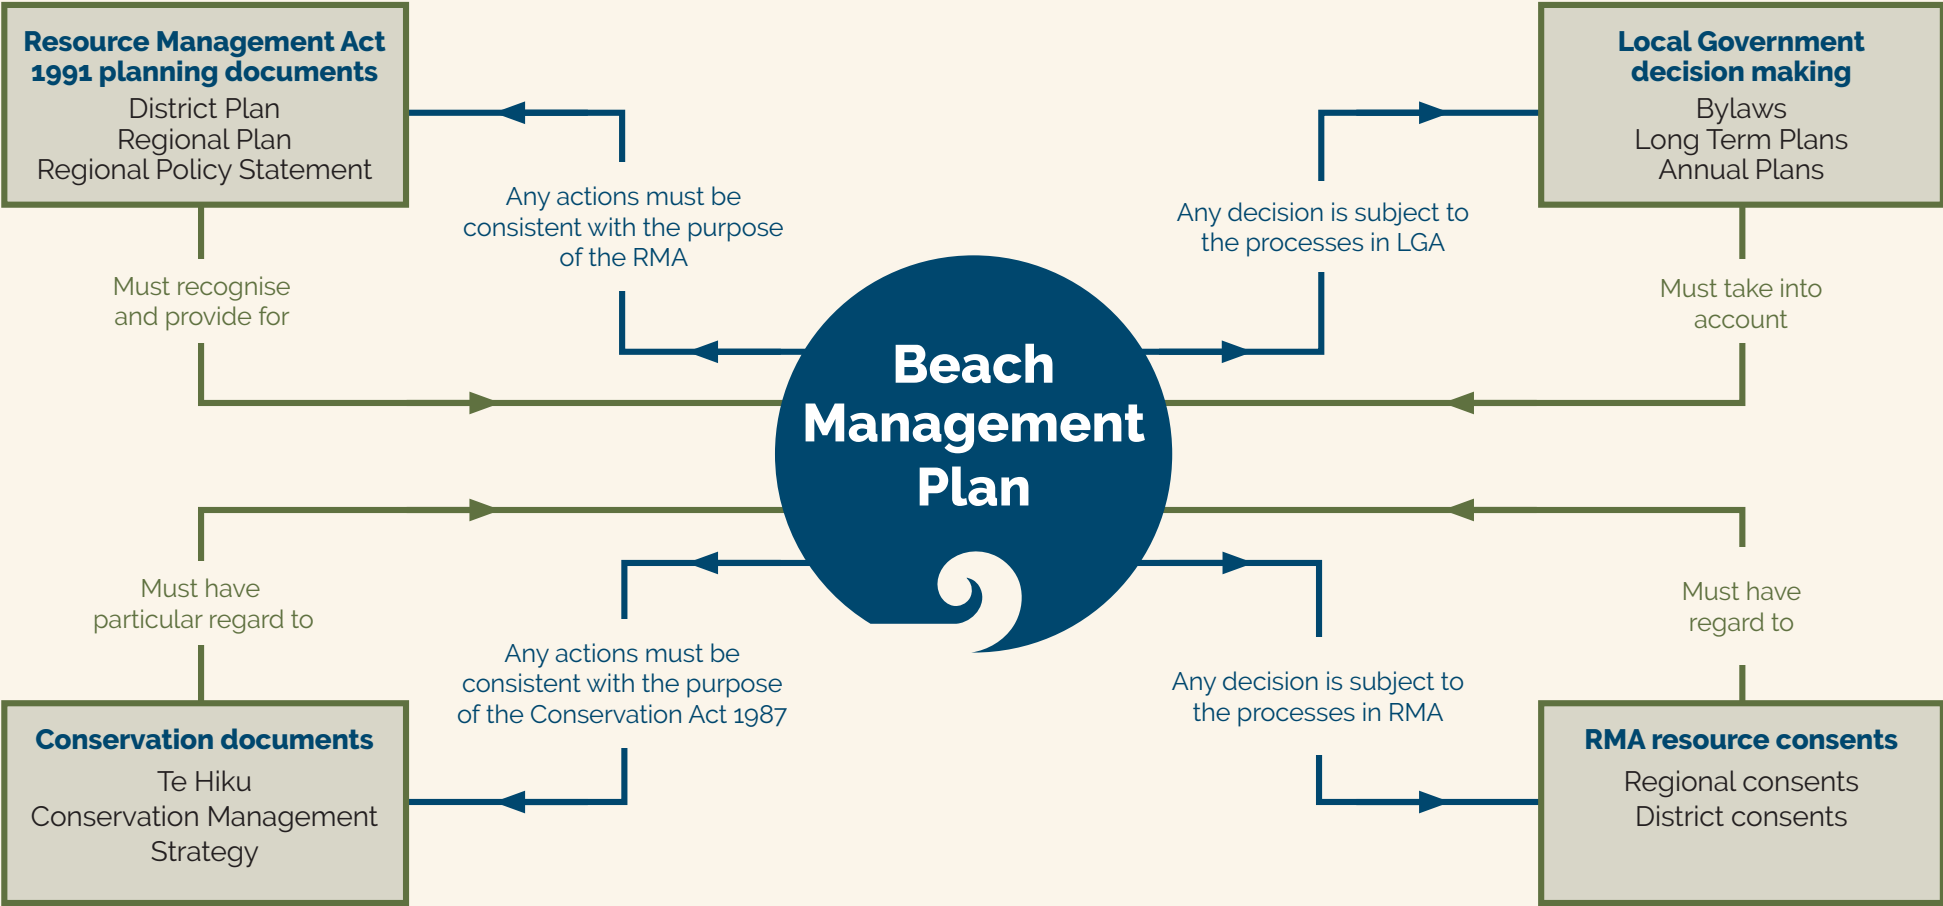 Resource Management Act
1991 planning documents
District Plan
Regional Plan
Regional Policy Statement
Local Government
decision making
Bylaws
Long Term Plans
Annual Plans
Any actions must be
consistent with the purpose
of the RMA
Any decision is subject to
the processes in LGA
Must recognise
and provide for
Must take into
account
Beach
Management
Plan
Must have
particular regard to
Must have
regard to
Any actions must be
consistent with the purpose
of the Conservation Act 1987
Any decision is subject to
the processes in RMA
Conservation documents
Te Hiku
Conservation Management
Strategy
RMA resource consents
Regional consents
District consents